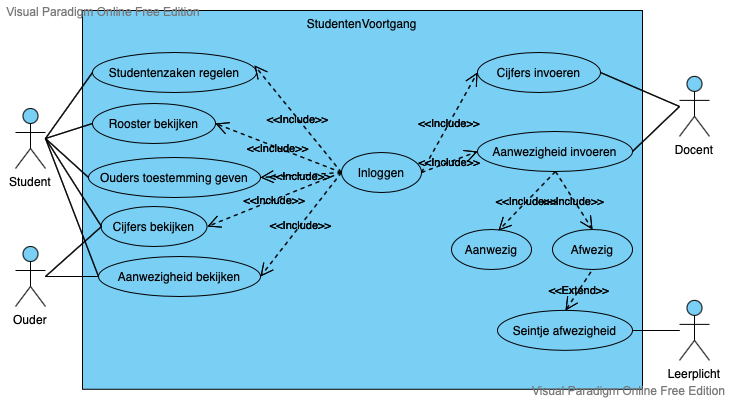 Visual Paradigm Online Free Edition
StudentenVoortgang
Studentenzaken regelen
Cijfers invoeren
<<Include>>
Rooster bekijken
<<Include>>
<<Include>>
Aanwezigheid invoeren
Docent
<<Include>>
Student
Ouders toestemming geven
<<Include>>
Inloggen
<<Include>>
<<Include>>
<<Include>>
Cijfers bekijken
<<Include>>
Aanwezig
Afwezig
Aanwezigheid bekijken
<<Extend>>
Ouder
Seintje afwezigheid
Leerplicht
Visual Paradigm Online Free Edition